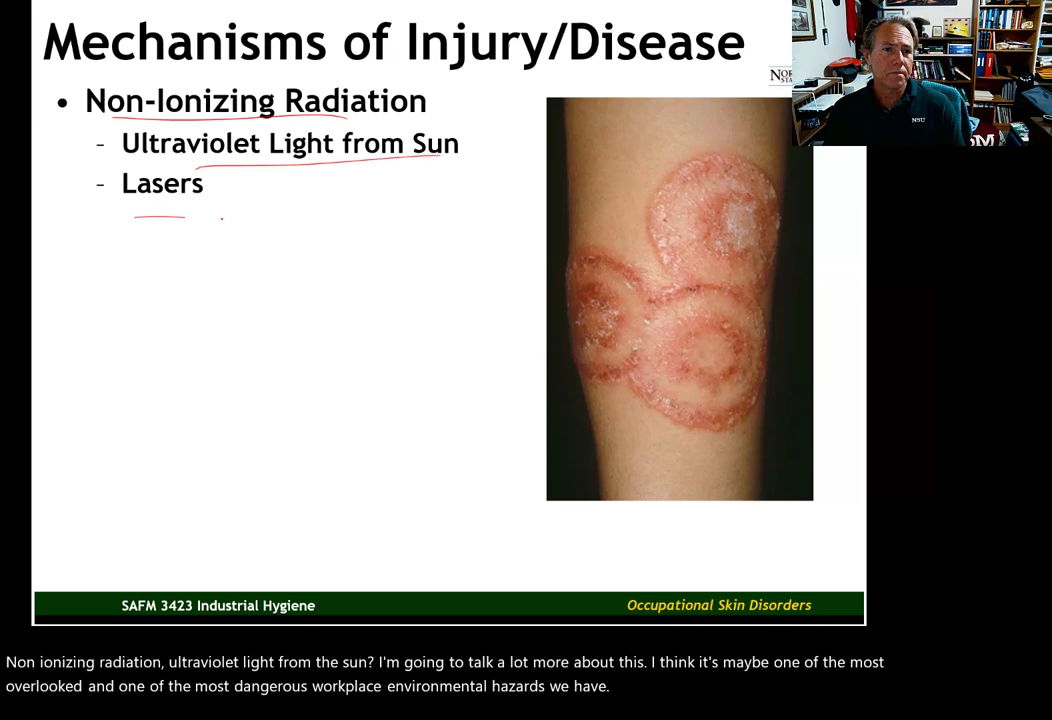 Mechanisms of Injury/Disease
• Non-Ionizing Radiation
- Ultraviolet Light from Sun
- Lasers
NSU
SAFM 3423 Industrial Hygiene
Occupational Skin Disorders
Non ionizing radiation, ultraviolet light from the sun? I'm going to talk a lot more about this. I think it's maybe one of the most
overlooked and one of the most dangerous workplace environmental hazards we have.